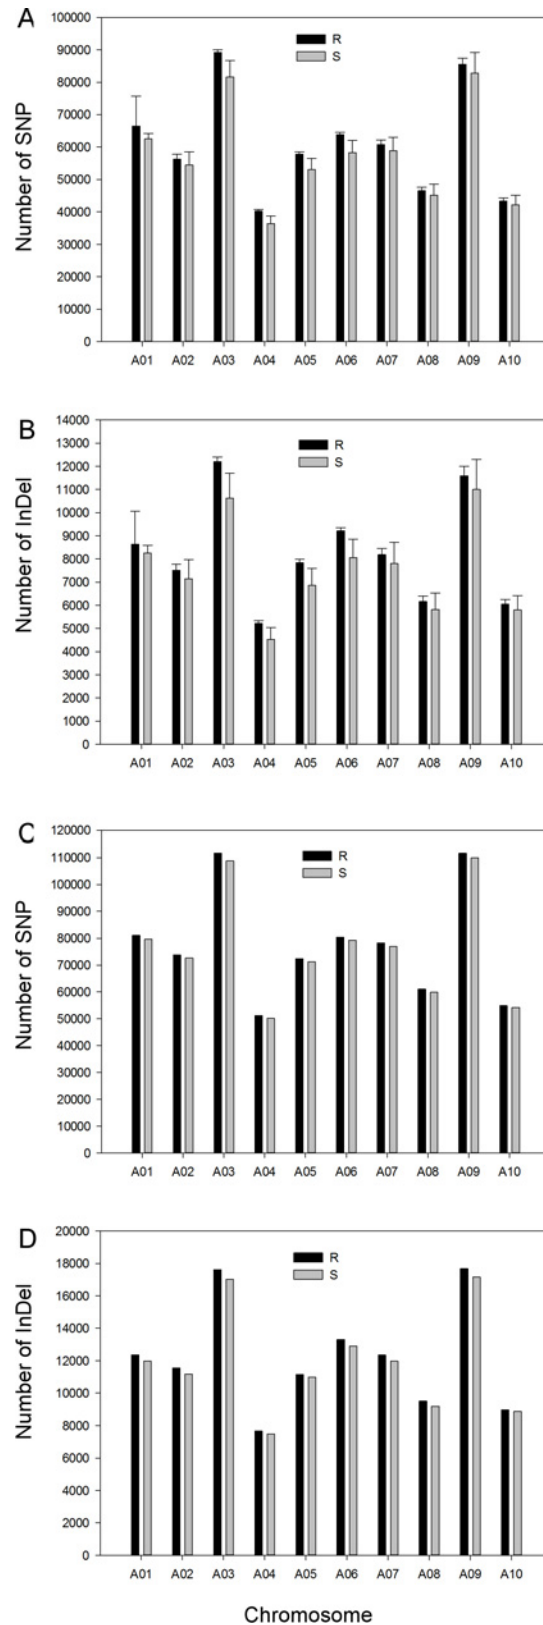 A
Number of SNP
100000
90000
80000
70000
60000
50000
40000
30000
20000
10000
0
R
S
A01 A02 A03 A04 A05 A06 A07 A08 A09 A10
B
Number of InDel
14000
13000
12000
11000
10000
9000
8000
7000
6000
5000
4000
3000
2000
1000
0
R
S
A01 A02 A03 A04 A05 A06 A07 A08 A09 A10
C
Number of SNP
120000
110000
100000
90000
80000
70000
60000
50000
40000
30000
20000
10000
0
R
S
A01 A02 A03 A04 A05 A06 A07 A08 A09 A10
D
Number of InDel
20000
18000
16000
14000
12000
10000
8000
6000
4000
2000
0
R
S
A01 A02 A03 A04 A05 A06 A07 A08 A09 A10
Chromosome